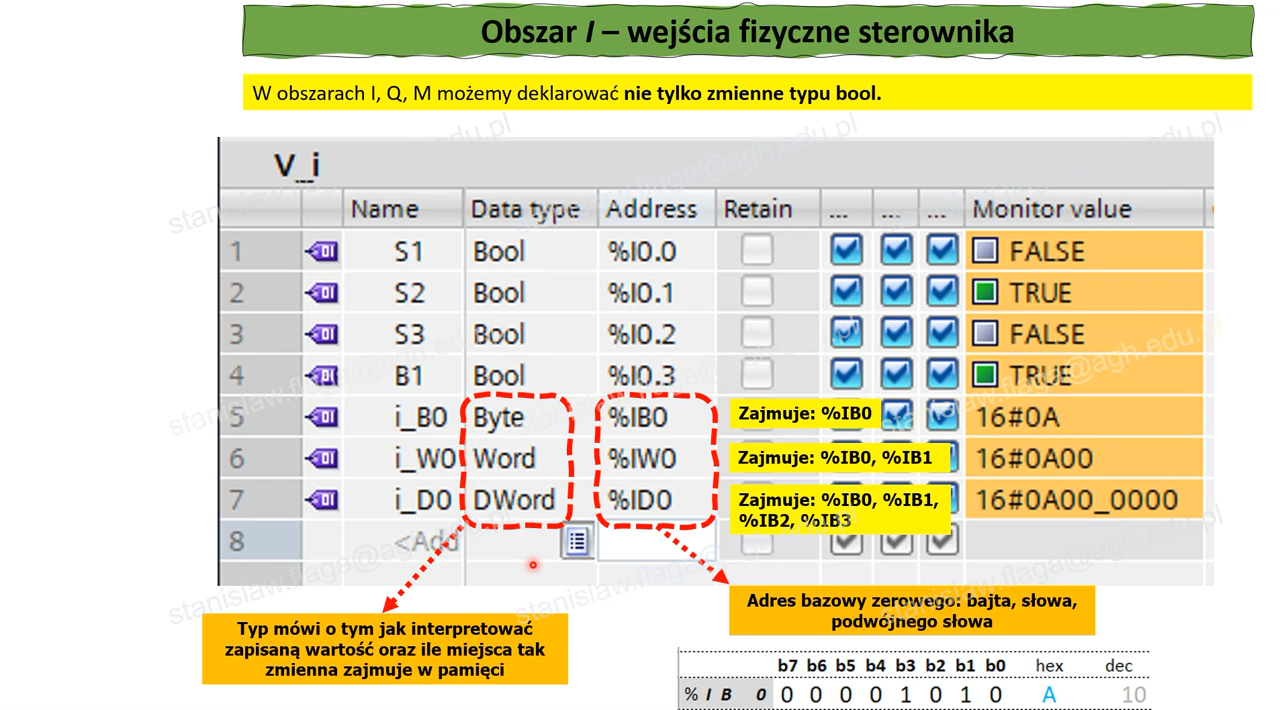 Obszar I – wejścia fizyczne sterownika
W obszarach I, Q, M możemy deklarować nie tylko zmienne typu bool.
V_i
Name Data type Address Retain ... ... ... Monitor value
1 S1 Bool %I0.0 FALSE
2 S2 Bool %I0.1 TRUE
3 S3 Bool %I0.2 FALSE
4 B1 Bool %I0.3 TRUE
5 i_B0 Byte %IB0 Zajmuje: %IB0 16#0A
6 i_W0 Word %IW0 Zajmuje: %IB0, %IB1 16#0A00
7 i_D0 DWord %ID0 Zajmuje: %IB0, %IB1, 16#0A00_0000
%IB2, %IB3
8 <Add
Adres bazowy zerowego: bajta, słowa,
podwójnego słowa
Typ mówi o tym jak interpretować
zapisaną wartość oraz ile miejsca tak
zmienna zajmuje w pamięci
b7 b6 b5 b4 b3 b2 b1 b0 hex dec
% I B 0 0 0 0 0 1 0 1 0 A 10
stanislaw.flaga@agh.edu.pl